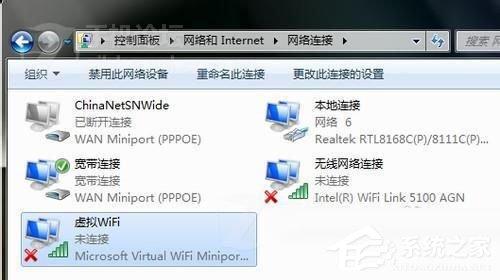 控制面板 ▸ 网络和 Internet ▸ 网络连接 ▸
搜索 网
组织 ▾ 禁用此网络设备 重命名此连接 更改此连接的设置
ChinaNetSNWide
已断开连接
WAN Miniport (PPPOE)
本地连接
网络 6
Realtek RTL8168C(P)/8111C(P)
宽带连接
宽带连接
WAN Miniport (PPPOE)
无线网络连接
未连接
Intel(R) WiFi Link 5100 AGN
虚拟WiFi
未连接
Microsoft Virtual WiFi Minipor...
系统之家